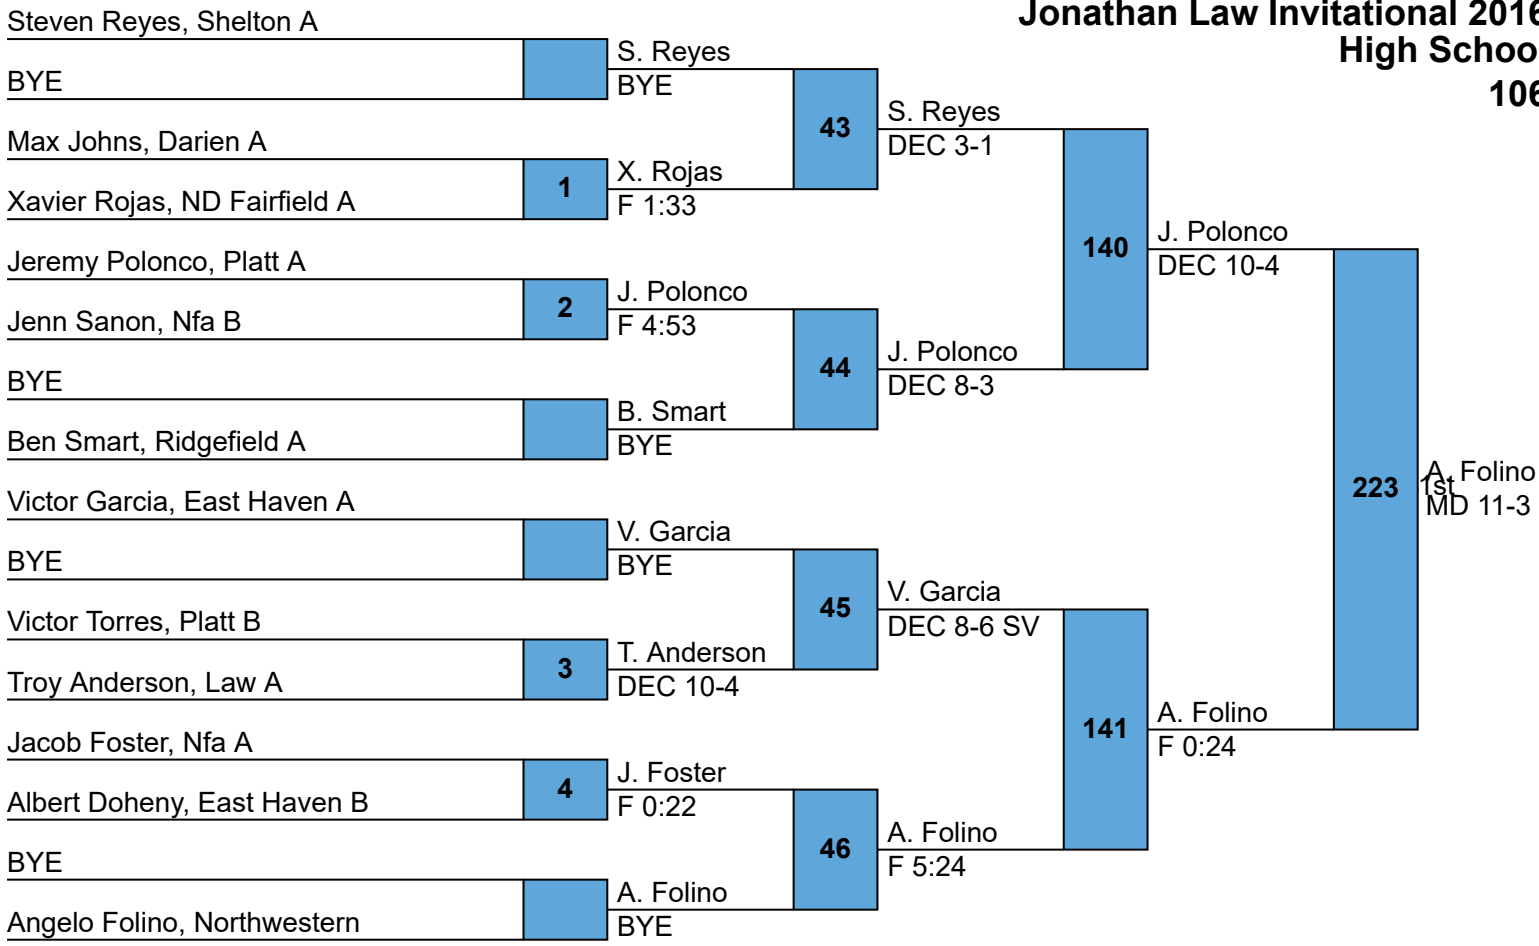 Jonathan Law Invitational 2016
High School
106
Steven Reyes, Shelton A
BYE
Max Johns, Darien A
1
Xavier Rojas, ND Fairfield A
Jeremy Polonco, Platt A
2
Jenn Sanon, Nfa B
BYE
Ben Smart, Ridgefield A
Victor Garcia, East Haven A
BYE
Victor Torres, Platt B
3
Troy Anderson, Law A
Jacob Foster, Nfa A
4
Albert Doheny, East Haven B
BYE
Angelo Folino, Northwestern
S. Reyes
BYE
43
X. Rojas
F 1:33
J. Polonco
F 4:53
44
B. Smart
BYE
V. Garcia
BYE
45
T. Anderson
DEC 10-4
J. Foster
F 0:22
46
A. Folino
BYE
S. Reyes
DEC 3-1
140
J. Polonco
DEC 8-3
V. Garcia
DEC 8-6 SV
141
A. Folino
F 5:24
J. Polonco
DEC 10-4
223
A. Folino
F 0:24
A. Folino
1st
MD 11-3